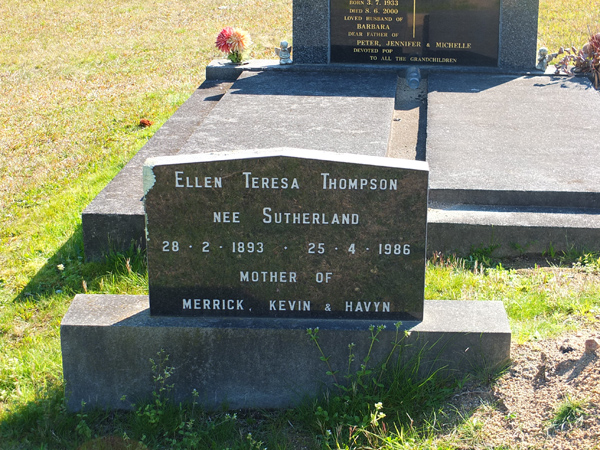 BORN 3.7.1933
DIED 8.6.2000
LOVED HUSBAND OF
BARBARA
DEAR FATHER OF
PETER, JENNIFER & MICHELLE
DEVOTED POP
TO ALL THE GRANDCHILDREN
ELLEN TERESA THOMPSON
NEE SUTHERLAND
28 · 2 · 1893 · 25 · 4 · 1986
MOTHER OF
MERRICK, KEVIN & HAVYN